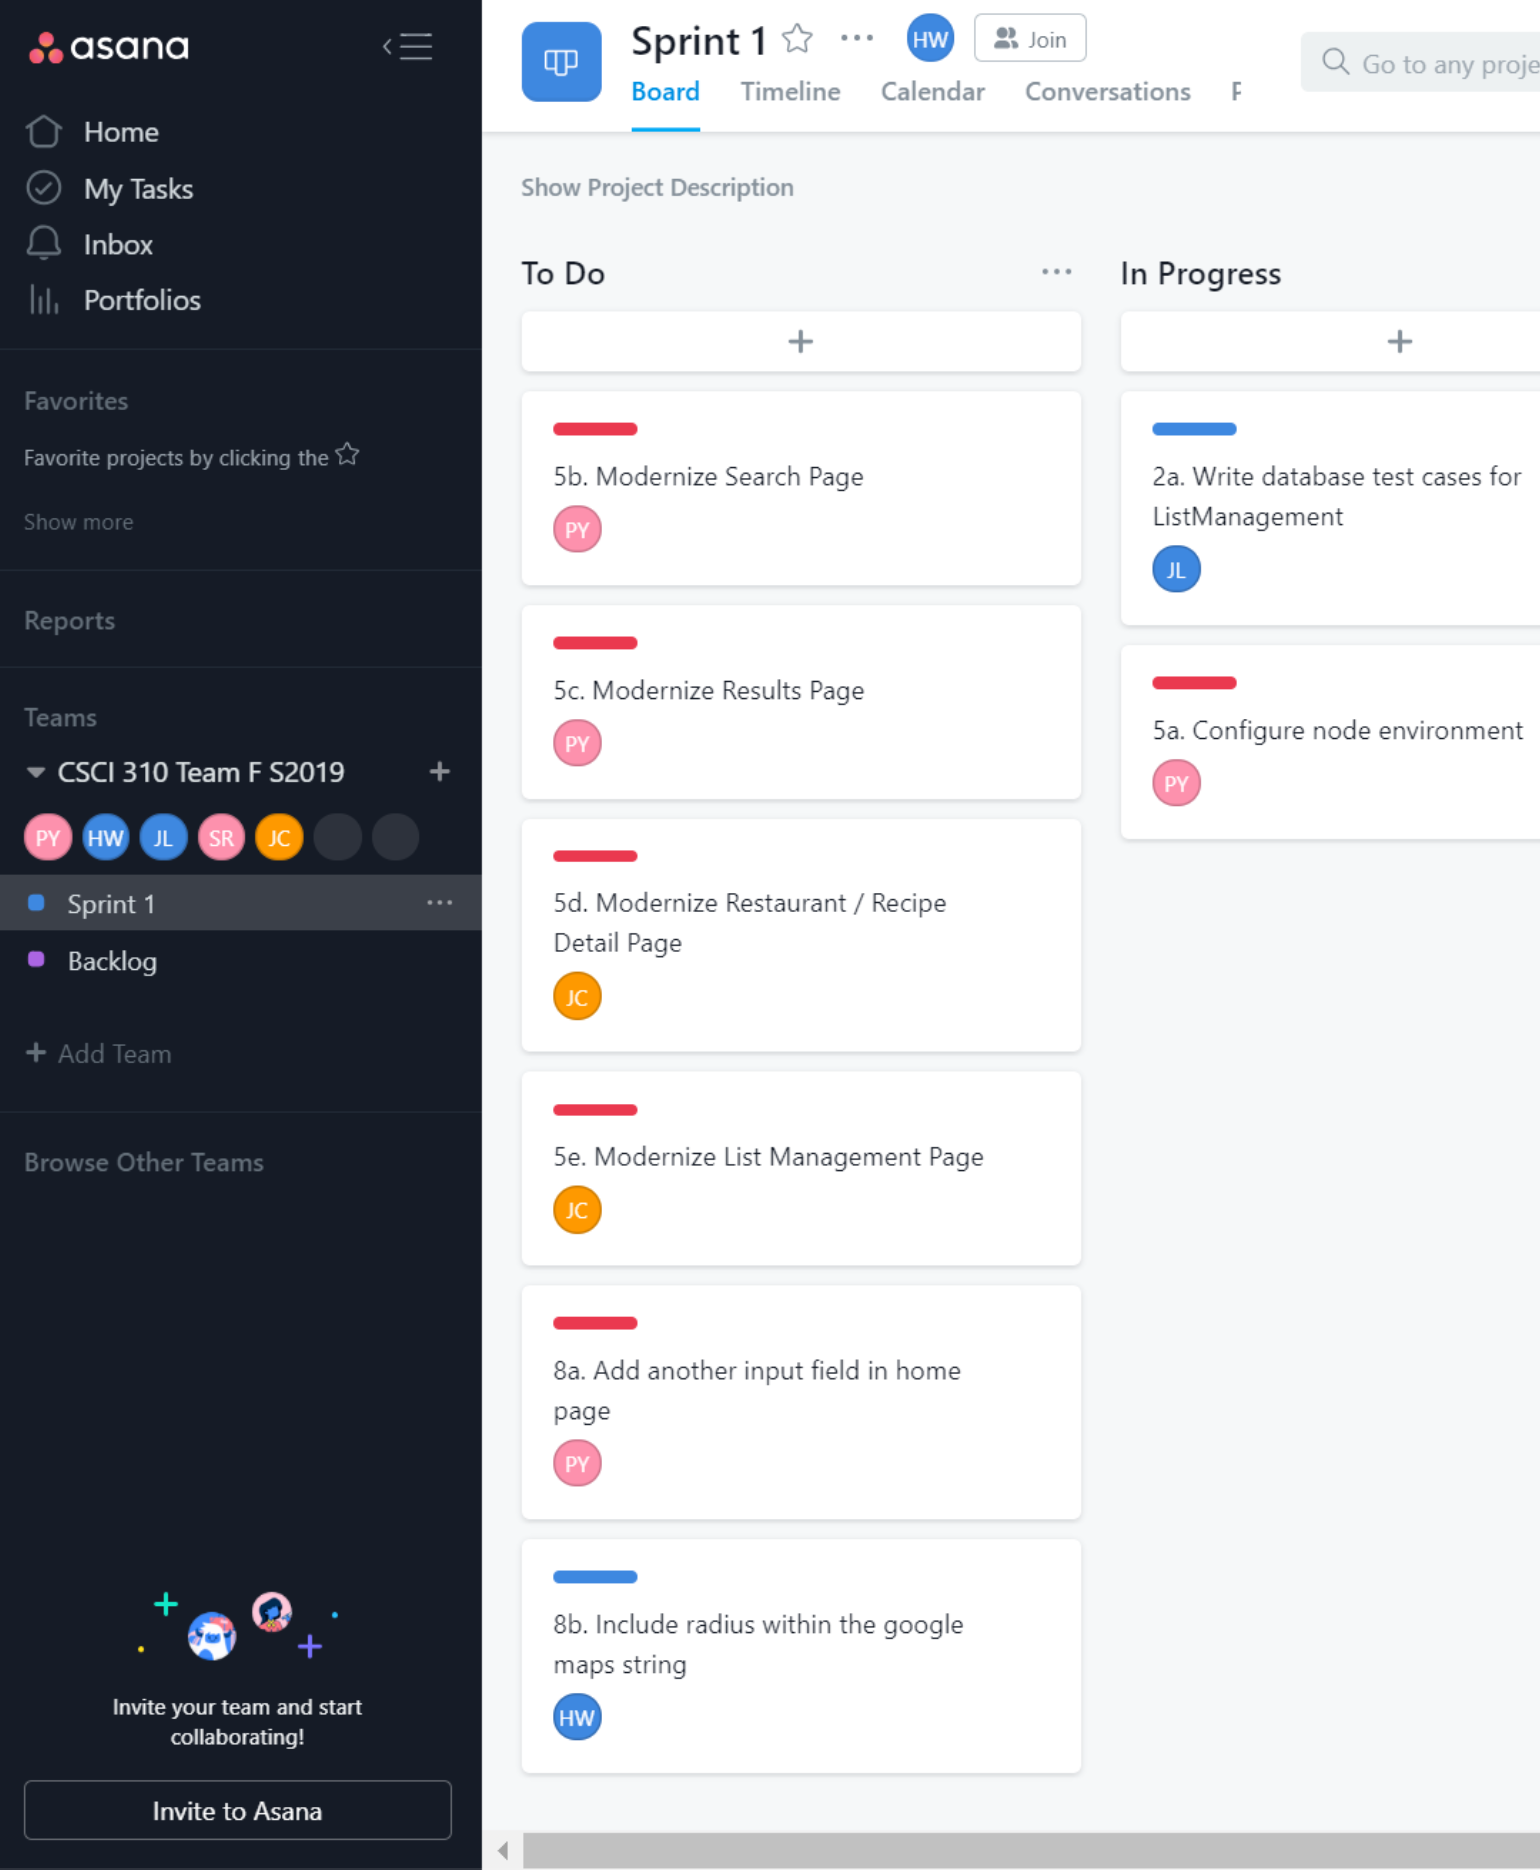 asana
Home
My Tasks
Inbox
Portfolios
Favorites
Favorite projects by clicking the
Show more
Reports
Teams
CSCI 310 Team F S2019
PY HW JL SR JC
Sprint 1
Backlog
+ Add Team
Browse Other Teams
Invite your team and start
collaborating!
Invite to Asana
Sprint 1
HW
Join
Go to any proje
Board Timeline Calendar Conversations
Show Project Description
To Do
5b. Modernize Search Page
PY
5c. Modernize Results Page
PY
5d. Modernize Restaurant / Recipe
Detail Page
JC
5e. Modernize List Management Page
JC
8a. Add another input field in home
page
PY
8b. Include radius within the google
maps string
HW
In Progress
2a. Write database test cases for
ListManagement
JL
5a. Configure node environment
PY